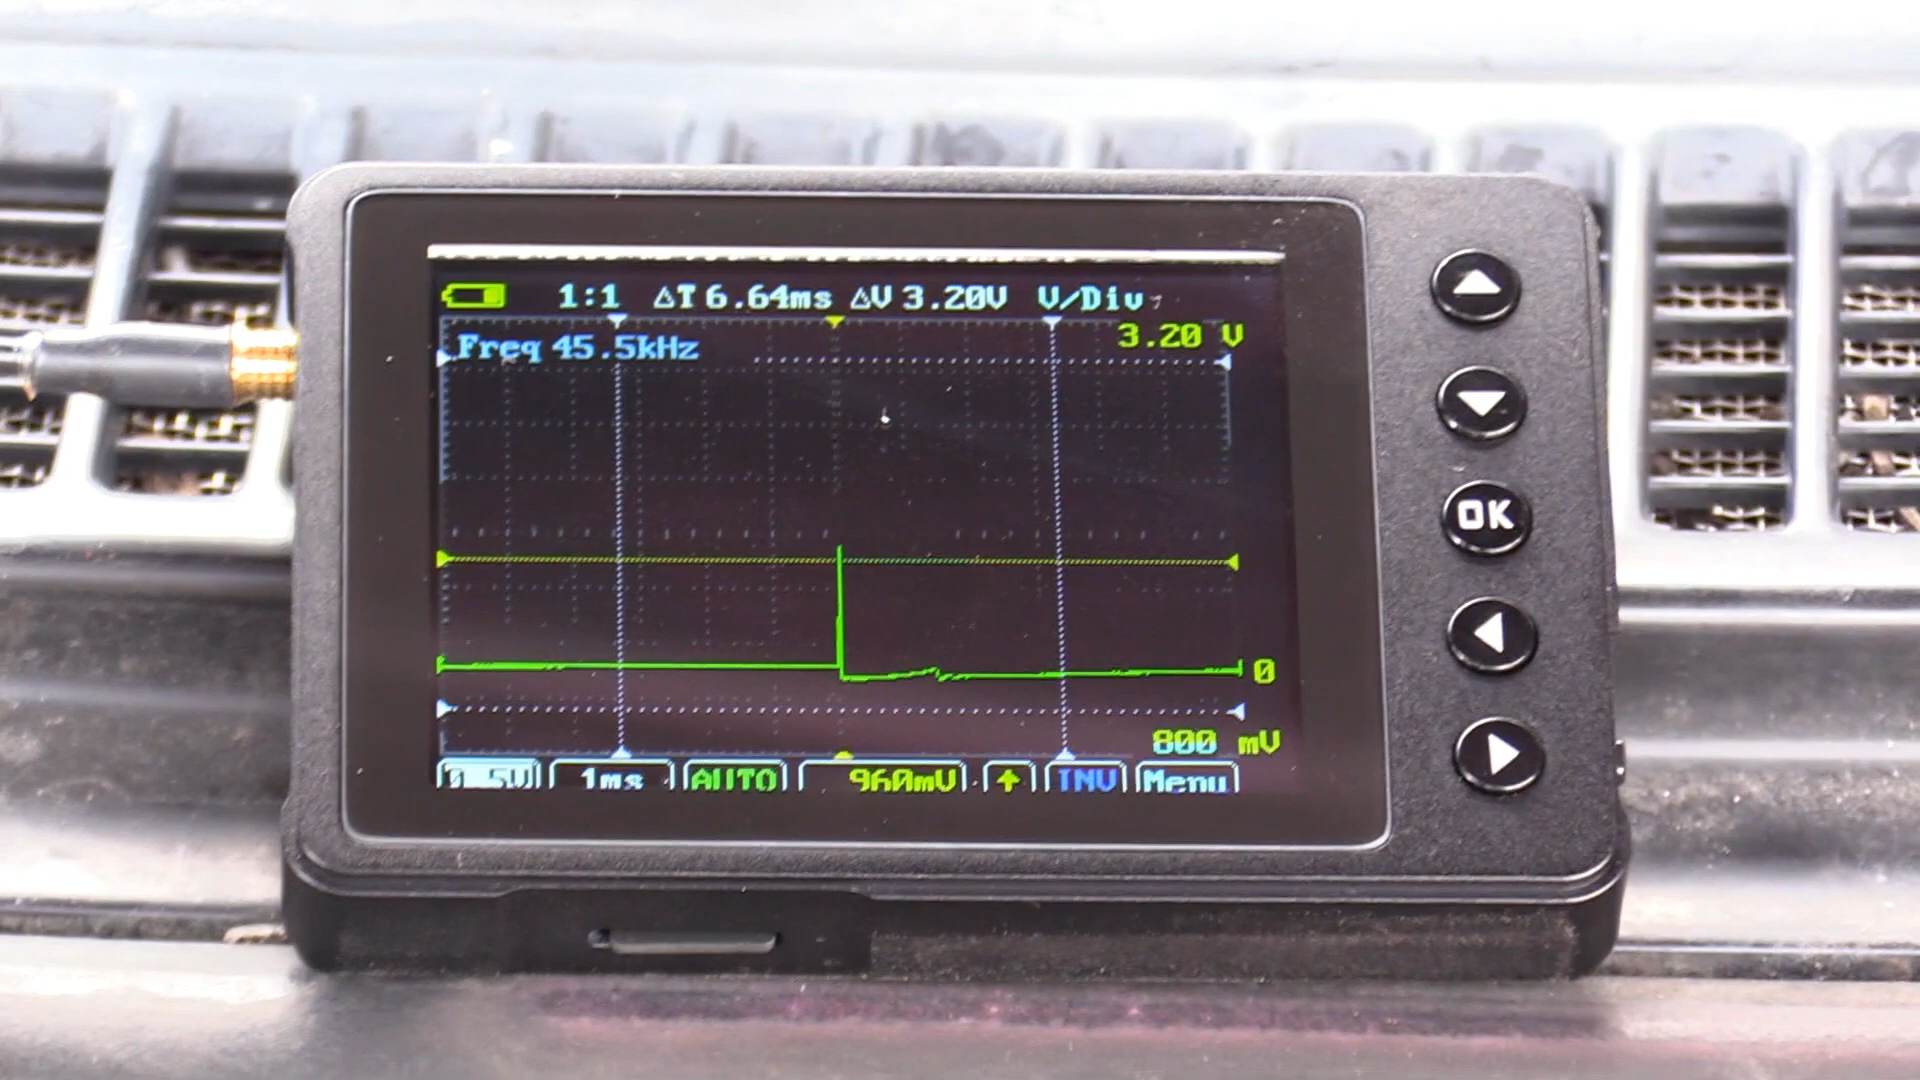 1:1 ΔT 6.64ms ΔV 3.20V V/Div
3.20 V
Freq 45.5kHz
OK
0
800 mV
0.5V 1ms AUTO 960mV ↑ INV Menu